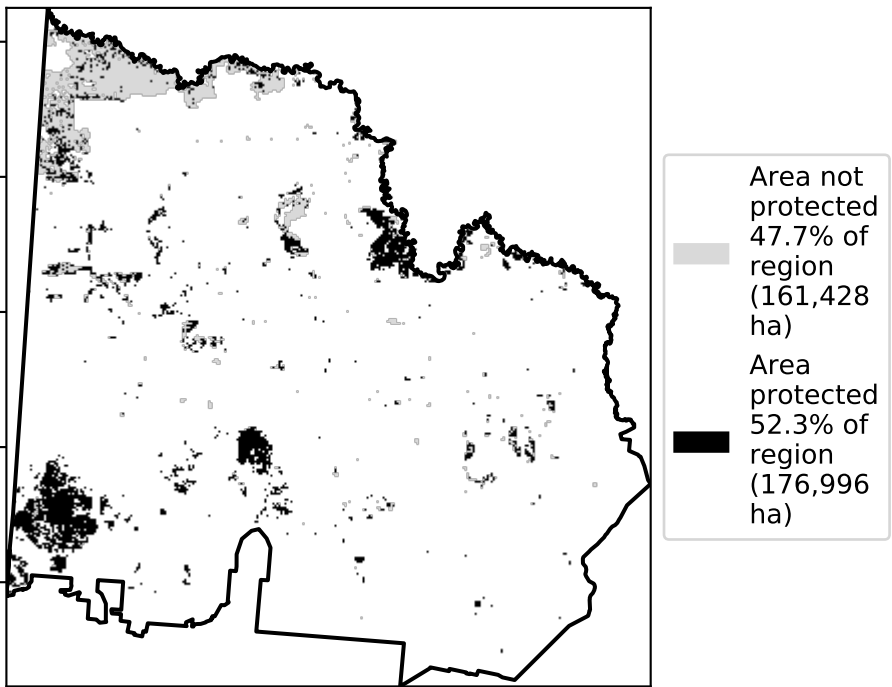 Area not
protected
47.7% of
region
(161,428
ha)
Area
protected
52.3% of
region
(176,996
ha)